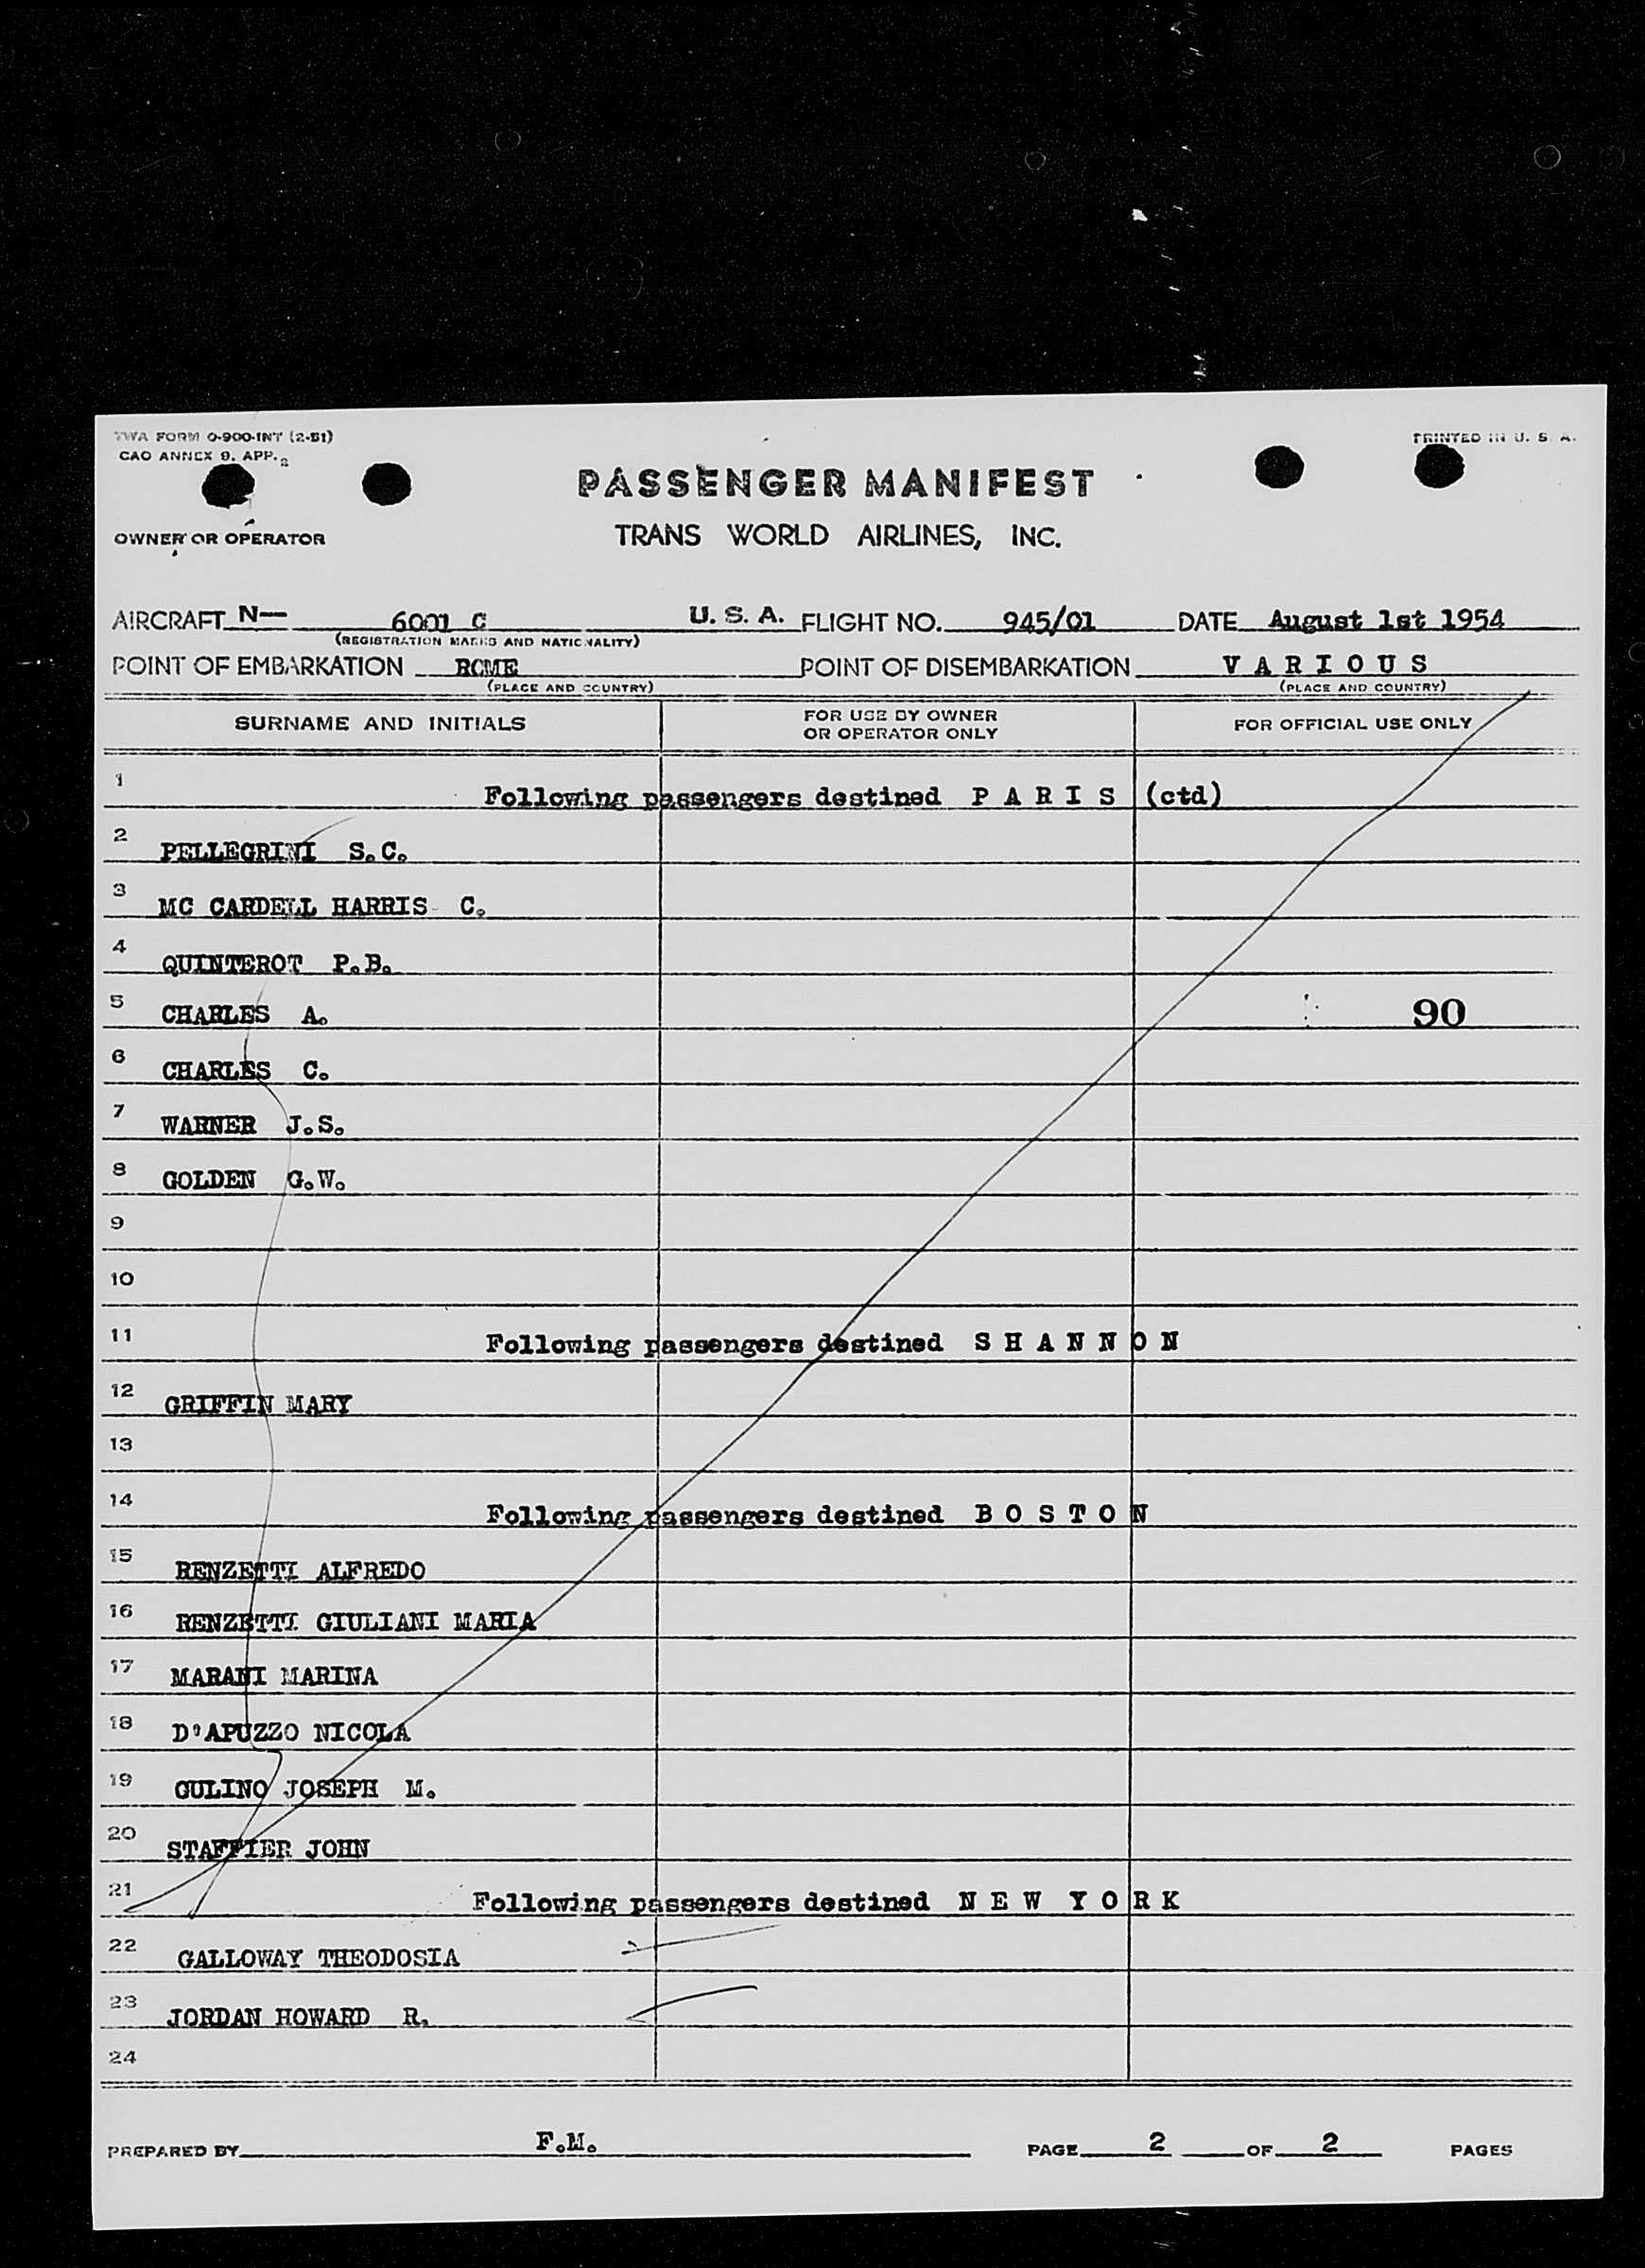 TWA FORM O-900-INT (2-51)
PRINTED IN U. S. A.
CAO ANNEX 9. APP. 2
PASSENGER MANIFEST
OWNER OR OPERATOR
TRANS WORLD AIRLINES, INC.
AIRCRAFT N— 6001 C U. S. A. FLIGHT NO. 945/01 DATE August 1st 1954
(REGISTRATION MARKS AND NATIONALITY)
POINT OF EMBARKATION ROME POINT OF DISEMBARKATION V A R I O U S
(PLACE AND COUNTRY) (PLACE AND COUNTRY)
SURNAME AND INITIALS FOR USE BY OWNER OR OPERATOR ONLY FOR OFFICIAL USE ONLY
1 Following passengers destined P A R I S (ctd)
2 PELLEGRINI S.C.
3 MC CARDELL HARRIS C.
4 QUINTEROT P.B.
5 CHARLES A. 90
6 CHARLES C.
7 WARNER J.S.
8 GOLDEN G.W.
9
10
11 Following passengers destined S H A N N O N
12 GRIFFIN MARY
13
14 Following passengers destined B O S T O N
15 RENZETTI ALFREDO
16 RENZETTI GIULIANI MARIA
17 MARANI MARINA
18 D'APUZZO NICOLA
19 GULINO JOSEPH M.
20 STAFFIER JOHN
21 Following passengers destined N E W Y O R K
22 GALLOWAY THEODOSIA
23 JORDAN HOWARD R.
24
PREPARED BY F.M. PAGE 2 OF 2 PAGES